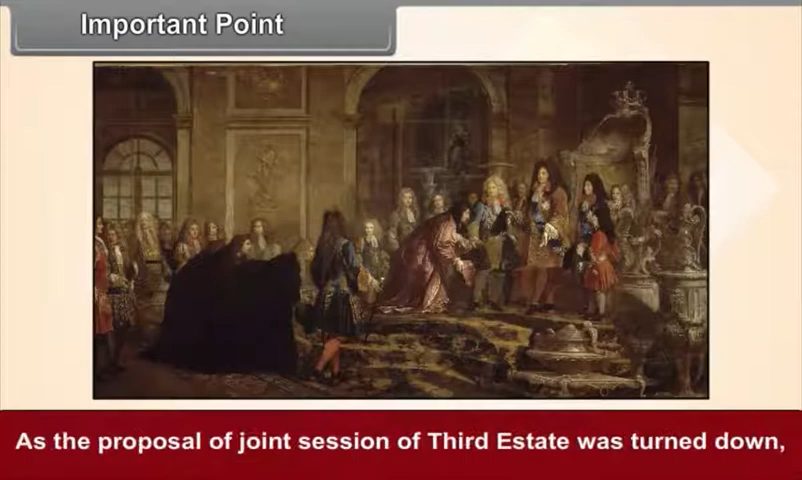 Important Point
As the proposal of joint session of Third Estate was turned down,